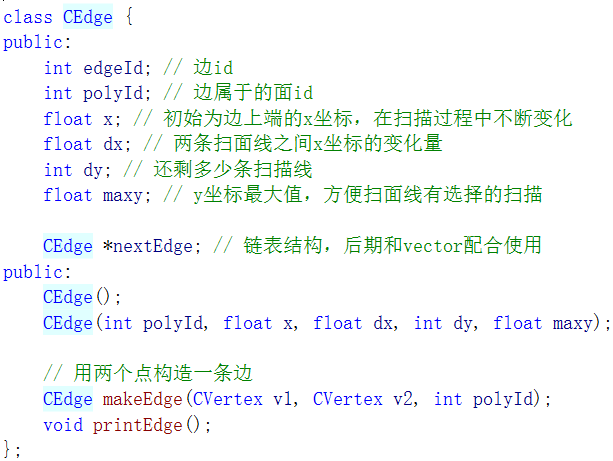 class CEdge {
public:
    int edgeId; // 边id
    int polyId; // 边属于的面id
    float x; // 初始为边上端的x坐标，在扫描过程中不断变化
    float dx; // 两条扫面线之间x坐标的变化量
    int dy; // 还剩多少条扫描线
    float maxy; // y坐标最大值，方便扫面线有选择的扫描

    CEdge *nextEdge; // 链表结构，后期和vector配合使用
public:
    CEdge();
    CEdge(int polyId, float x, float dx, int dy, float maxy);

    // 用两个点构造一条边
    CEdge makeEdge(CVertex v1, CVertex v2, int polyId);
    void printEdge();
};